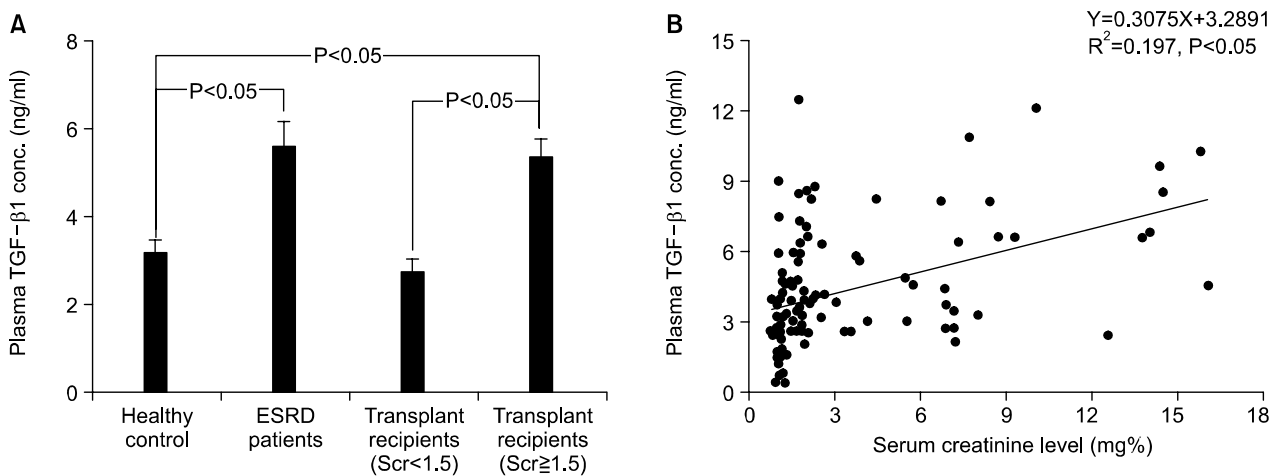 A
Plasma TGF-β1 conc. (ng/ml)
8
6
4
2
0
P<0.05
P<0.05
P<0.05
Healthy
control
ESRD
patients
Transplant
recipients
(Scr<1.5)
Transplant
recipients
(Scr≧1.5)
B
Y=0.3075X+3.2891
R²=0.197, P<0.05
Plasma TGF-β1 conc. (ng/ml)
15
12
9
6
3
0
0 3 6 9 12 15 18
Serum creatinine level (mg%)